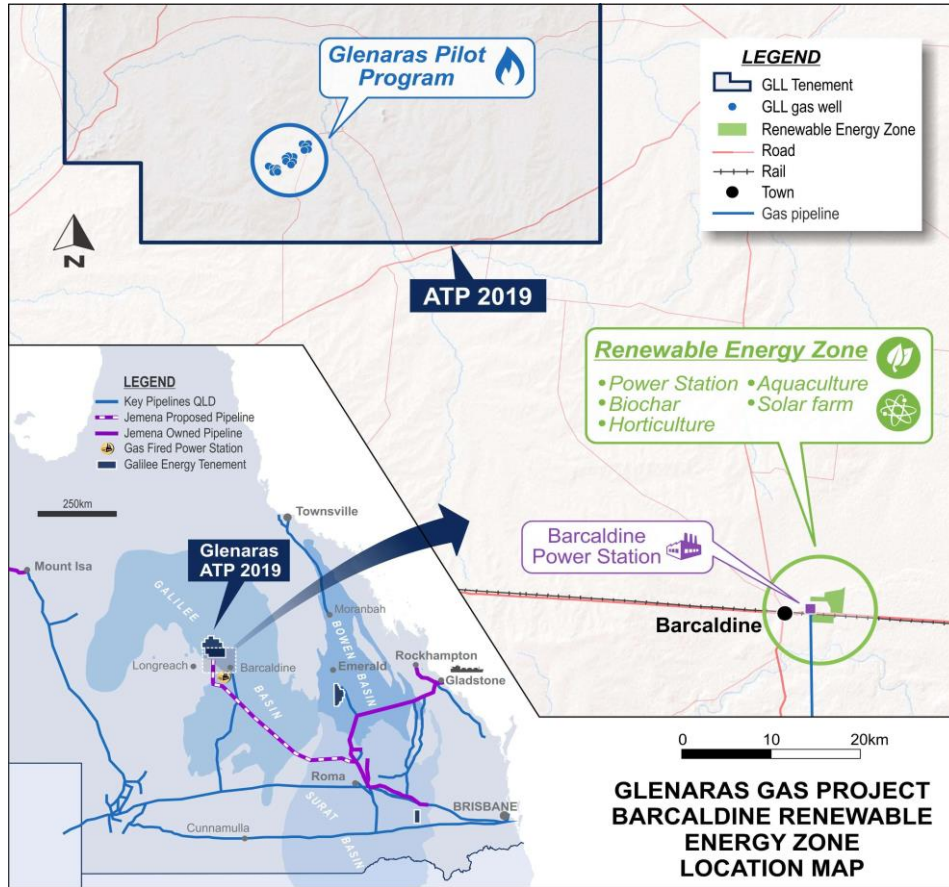 Glenaras Pilot
Program
LEGEND
GLL Tenement
GLL gas well
Renewable Energy Zone
Road
Rail
Town
Gas pipeline
N
ATP 2019
Renewable Energy Zone
• Power Station • Aquaculture
• Biochar • Solar farm
• Horticulture
LEGEND
Key Pipelines QLD
Jemena Proposed Pipeline
Jemena Owned Pipeline
Gas Fired Power Station
Galilee Energy Tenement
250km
Townsville
Glenaras
ATP 2019
Mount Isa
GALILEE
BASIN
Moranbah
BOWEN
BASIN
Longreach
Barcaldine
Emerald
Rockhampton
Gladstone
Roma
SURAT
BASIN
BRISBANE
Cunnamulla
Barcaldine
Power Station
Barcaldine
0 10 20km
GLENARAS GAS PROJECT
BARCALDINE RENEWABLE
ENERGY ZONE
LOCATION MAP